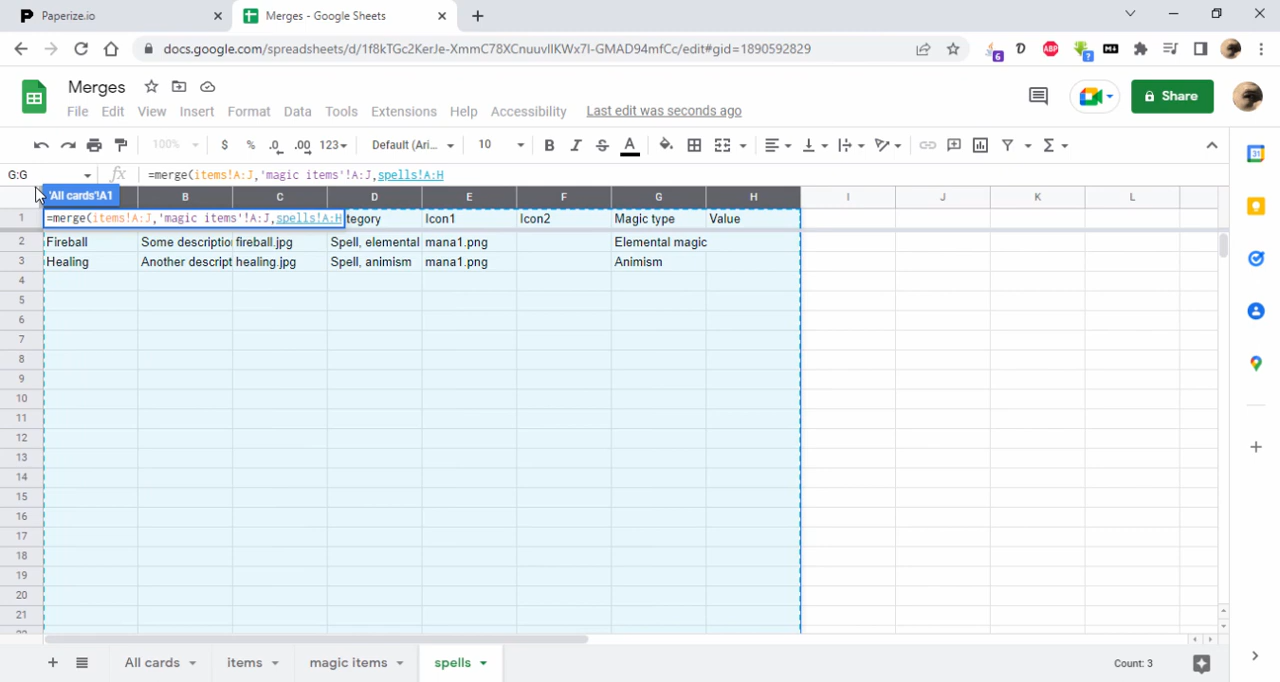 Paperize.io
Merges - Google Sheets
docs.google.com/spreadsheets/d/1f8kTGc2KerJe-XmmC78XCnuuvlIKWx7I-GMAD94mfCc/edit#gid=1890592829
Merges
File Edit View Insert Format Data Tools Extensions Help Accessibility Last edit was seconds ago
Share
100% $ % .0 .00 123 Default (Ari... 10 B I S A
G:G fx =merge(items!A:J,'magic items'!A:J,spells!A:H
'All cards'!A1 B C D E F G H I J K L
1 =merge(items!A:J,'magic items'!A:J,spells!A:H tegory Icon1 Icon2 Magic type Value
2 Fireball Some description fireball.jpg Spell, elemental mana1.png Elemental magic
3 Healing Another descript healing.jpg Spell, animism mana1.png Animism
4
5
6
7
8
9
10
11
12
13
14
15
16
17
18
19
20
21
All cards items magic items spells Count: 3